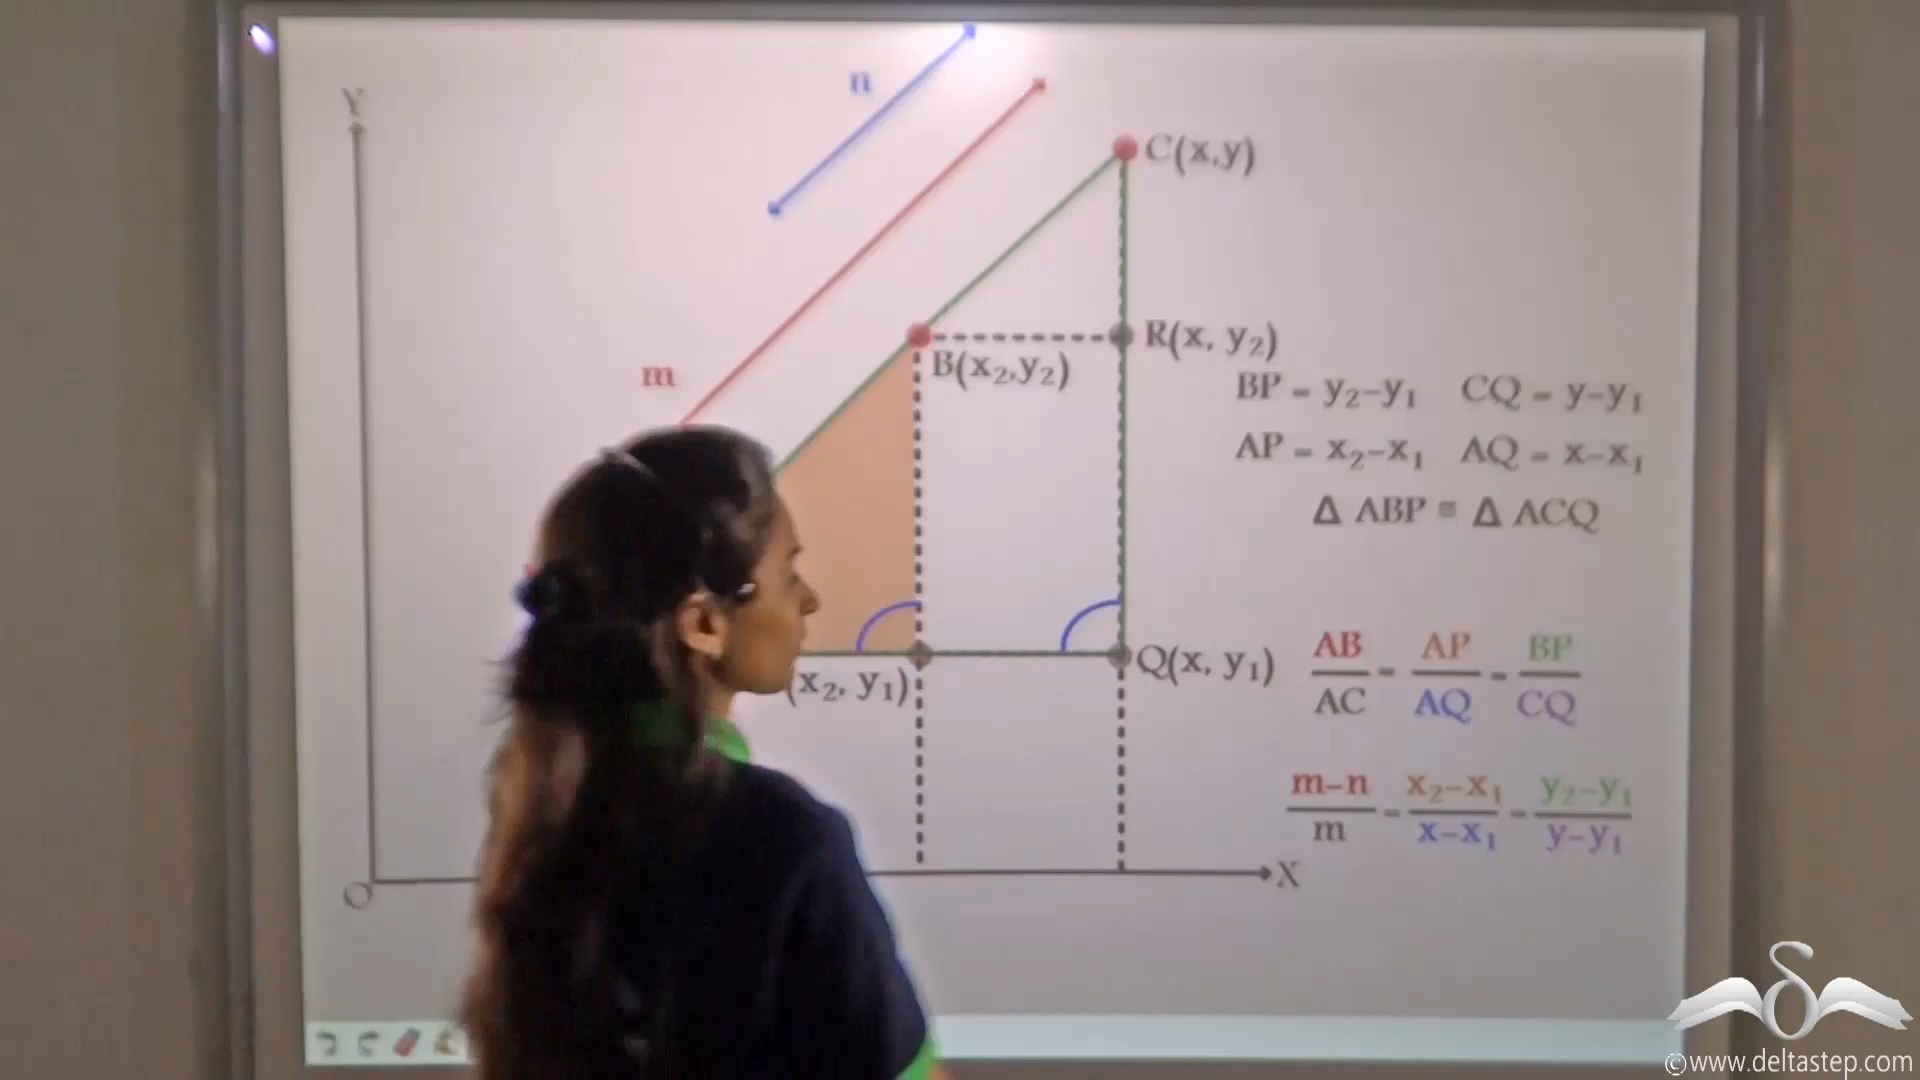 Y
n
C(x,y)
m
B(x₂,y₂)
R(x, y₂)
BP = y₂-y₁ CQ = y-y₁
AP = x₂-x₁ AQ = x-x₁
Δ ABP ≅ Δ ACQ
(x₂, y₁)
Q(x, y₁)
AB/AC = AP/AQ = BP/CQ
m-n/m = x₂-x₁/x-x₁ = y₂-y₁/y-y₁
O
X
©www.deltastep.com